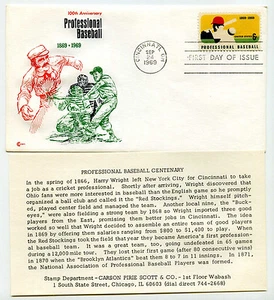 100th Anniversary
Professional
Baseball
1869 - 1969
CINCINNATI, OH
SEP
24
1969
1869-1969
PROFESSIONAL BASEBALL
FIRST DAY OF ISSUE
PROFESSIONAL BASEBALL CENTENARY
In the spring of 1866, Harry Wright left New York City for Cincinnati to
take a job as a cricket professional. Shortly after arriving, Wright discovered that
Ohio fans were more interested in baseball than the English game so he promptly
organized a ball club and called it the "Red Stockings." Wright himself pitch-
ed, played center field and managed the team. Another local nine, the "Buck-
eyes," were also fielding a strong team by 1868 so Wright imported three good
players from the East, promising them better jobs in Cincinnati. The idea
worked so well that Wright decided to assemble an entire team of good players
in 1869 by offering them salaries ranging from $800 to $1,400 to play. When
the Red Stockings took the field that year they became America's first profession-
al baseball team. It was a great team, too, going undefeated in 65 games
during a 12,000 mile tour. They lost their first game (after 80 consecutive wins)
in 1870 when the "Brooklyn Atlantics" beat them 8 to 7 in 11 innings. In 1871,
the National Association of Professional Baseball Players was formed.
Stamp Department - CARSON PIRIE SCOTT & CO. - 1st Floor Wabash
1 South State Street, Chicago, Il. 60603 (dial direct 744-2688)